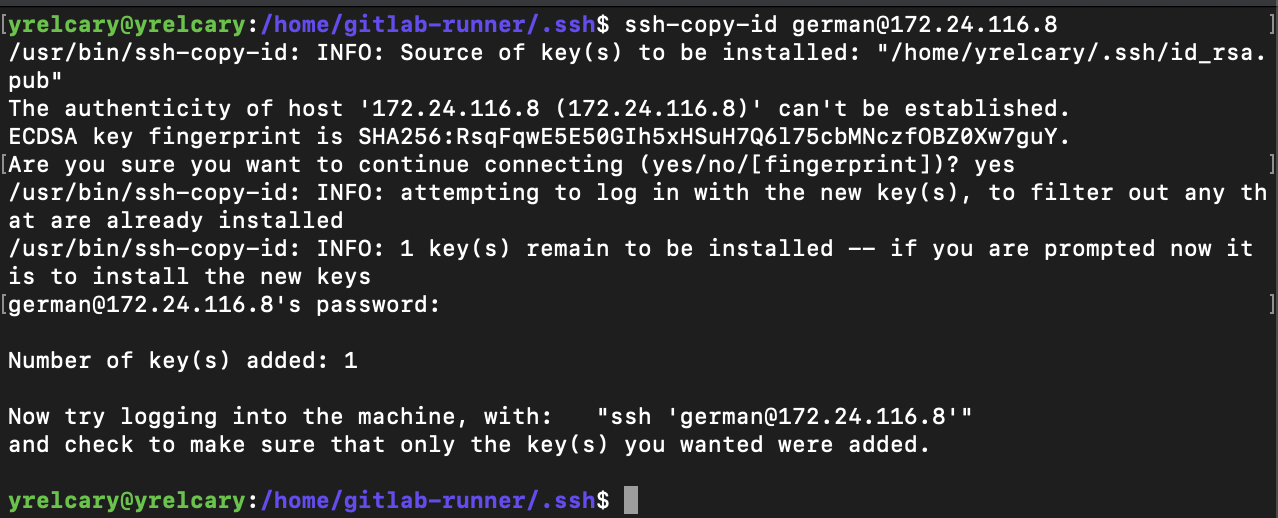 [yrelcary@yrelcary:/home/gitlab-runner/.ssh$ ssh-copy-id german@172.24.116.8 ]
/usr/bin/ssh-copy-id: INFO: Source of key(s) to be installed: "/home/yrelcary/.ssh/id_rsa.
pub"
The authenticity of host '172.24.116.8 (172.24.116.8)' can't be established.
ECDSA key fingerprint is SHA256:RsqFqwE5E50GIh5xHSuH7Q6l75cbMNczfOBZ0Xw7guY.
[Are you sure you want to continue connecting (yes/no/[fingerprint])? yes ]
/usr/bin/ssh-copy-id: INFO: attempting to log in with the new key(s), to filter out any th
at are already installed
/usr/bin/ssh-copy-id: INFO: 1 key(s) remain to be installed -- if you are prompted now it
is to install the new keys
[german@172.24.116.8's password: ]
Number of key(s) added: 1
Now try logging into the machine, with:   "ssh 'german@172.24.116.8'"
and check to make sure that only the key(s) you wanted were added.
yrelcary@yrelcary:/home/gitlab-runner/.ssh$